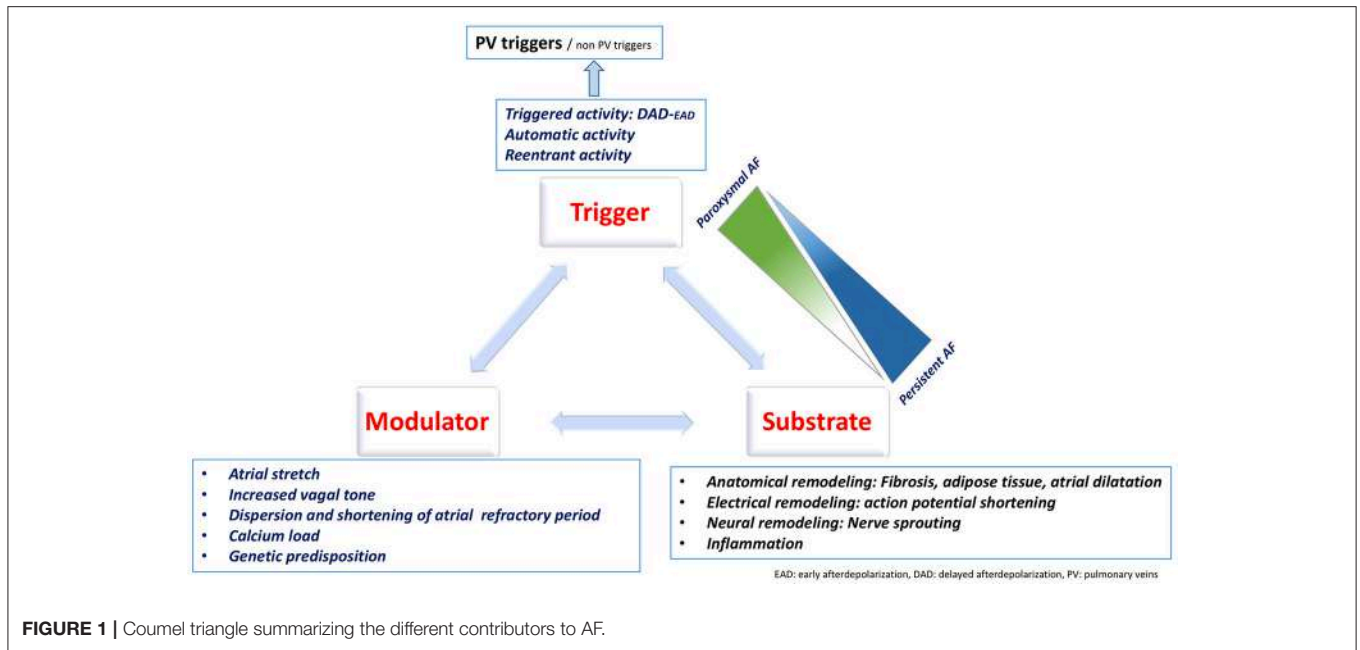 PV triggers / non PV triggers
Triggered activity: DAD-EAD
Automatic activity
Reentrant activity
Trigger
Paroxysmal AF
Persistent AF
Modulator
Substrate
• Atrial stretch
• Increased vagal tone
• Dispersion and shortening of atrial refractory period
• Calcium load
• Genetic predisposition
• Anatomical remodeling: Fibrosis, adipose tissue, atrial dilatation
• Electrical remodeling: action potential shortening
• Neural remodeling: Nerve sprouting
• Inflammation
EAD: early afterdepolarization, DAD: delayed afterdepolarization, PV: pulmonary veins
FIGURE 1 | Coumel triangle summarizing the different contributors to AF.